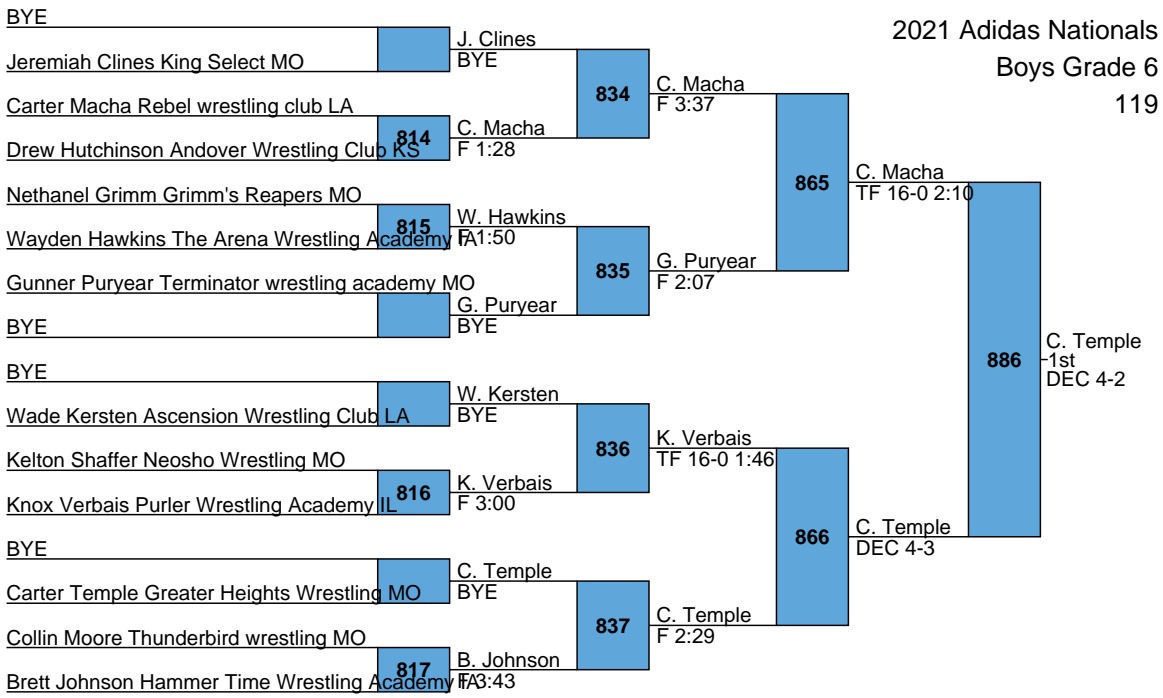 2021 Adidas Nationals
Boys Grade 6
119
BYE
Jeremiah Clines King Select MO
Carter Macha Rebel wrestling club LA
Drew Hutchinson Andover Wrestling Club KS
Nethanel Grimm Grimm's Reapers MO
Wayden Hawkins The Arena Wrestling Academy IA
Gunner Puryear Terminator wrestling academy MO
BYE
BYE
Wade Kersten Ascension Wrestling Club LA
Kelton Shaffer Neosho Wrestling MO
Knox Verbais Purler Wrestling Academy IL
BYE
Carter Temple Greater Heights Wrestling MO
Collin Moore Thunderbird wrestling MO
Brett Johnson Hammer Time Wrestling Academy IA
814
815
816
817
J. Clines
BYE
C. Macha
F 1:28
W. Hawkins
F 1:50
G. Puryear
BYE
W. Kersten
BYE
K. Verbais
F 3:00
C. Temple
BYE
B. Johnson
F 3:43
834
835
836
837
C. Macha
F 3:37
G. Puryear
F 2:07
K. Verbais
TF 16-0 1:46
C. Temple
F 2:29
865
866
C. Macha
TF 16-0 2:10
C. Temple
DEC 4-3
886
C. Temple
1st
DEC 4-2